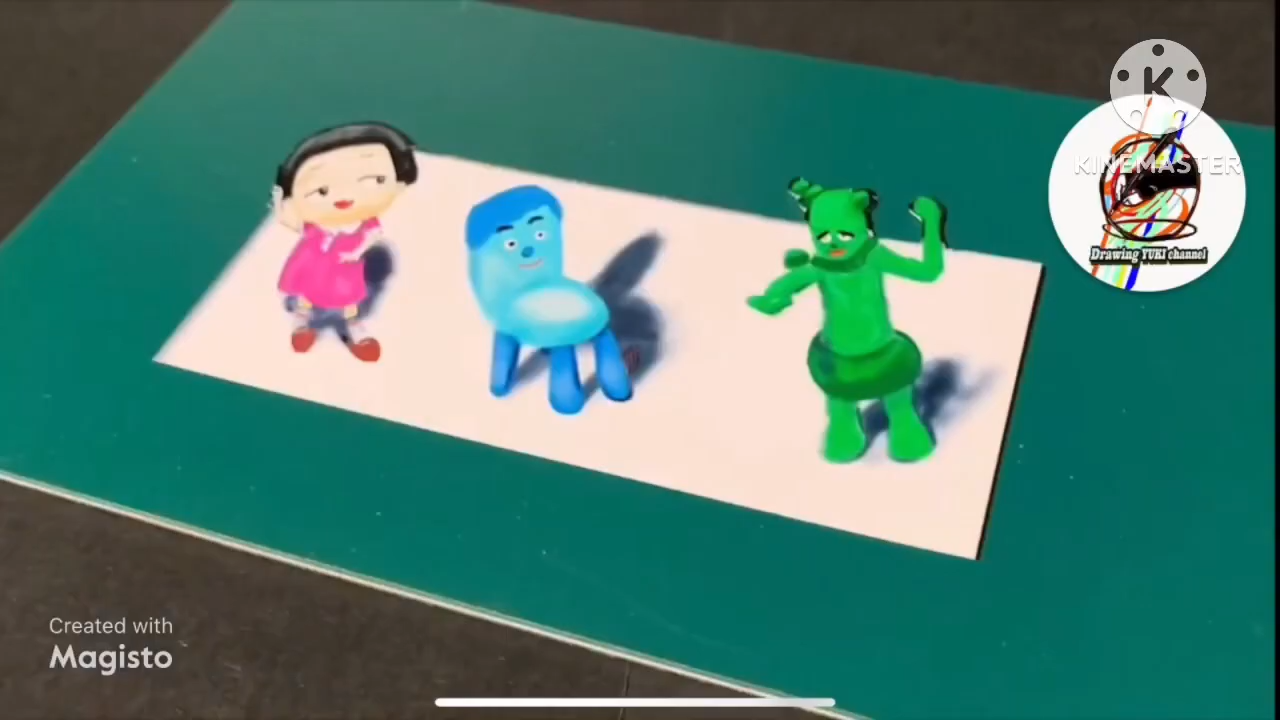 K
KINEMASTER
Drawing YUKI channel
Created with
Magisto